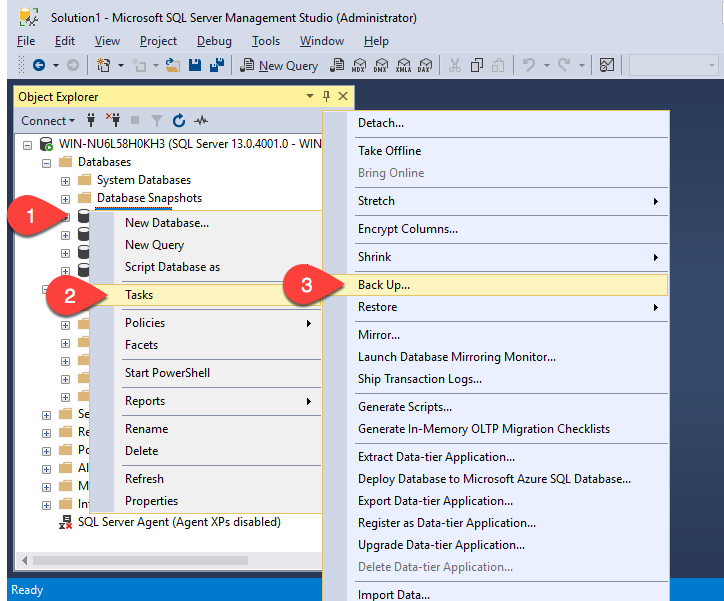 Solution1 - Microsoft SQL Server Management Studio (Administrator)
File Edit View Project Debug Tools Window Help
New Query MDX DMX XMLA DAX
Object Explorer
Connect
WIN-NU6L58H0KH3 (SQL Server 13.0.4001.0 - WIN
Databases
System Databases
Database Snapshots
1
2
3
New Database...
New Query
Script Database as
Tasks
Policies
Facets
Start PowerShell
Reports
Rename
Delete
Refresh
Properties
Se
Re
Po
Al
M
In
SQL Server Agent (Agent XPs disabled)
Detach...
Take Offline
Bring Online
Stretch
Encrypt Columns...
Shrink
Back Up...
Restore
Mirror...
Launch Database Mirroring Monitor...
Ship Transaction Logs...
Generate Scripts...
Generate In-Memory OLTP Migration Checklists
Extract Data-tier Application...
Deploy Database to Microsoft Azure SQL Database...
Export Data-tier Application...
Register as Data-tier Application...
Upgrade Data-tier Application...
Delete Data-tier Application...
Import Data...
Ready